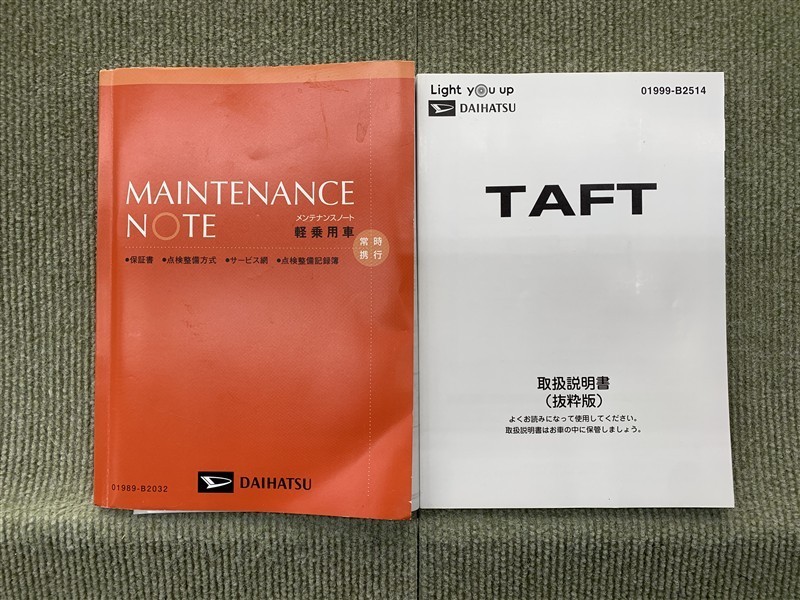 MAINTENANCE
NOTE
メンテナンスノート
軽乗用車
常時
携行
●保証書 ●点検整備方式 ●サービス網 ●点検整備記録簿
01989-B2032
DAIHATSU
Light you up
01999-B2514
DAIHATSU
TAFT
取扱説明書
(抜粋版)
よくお読みになって使用してください。
取扱説明書はお車の中に保管しましょう。